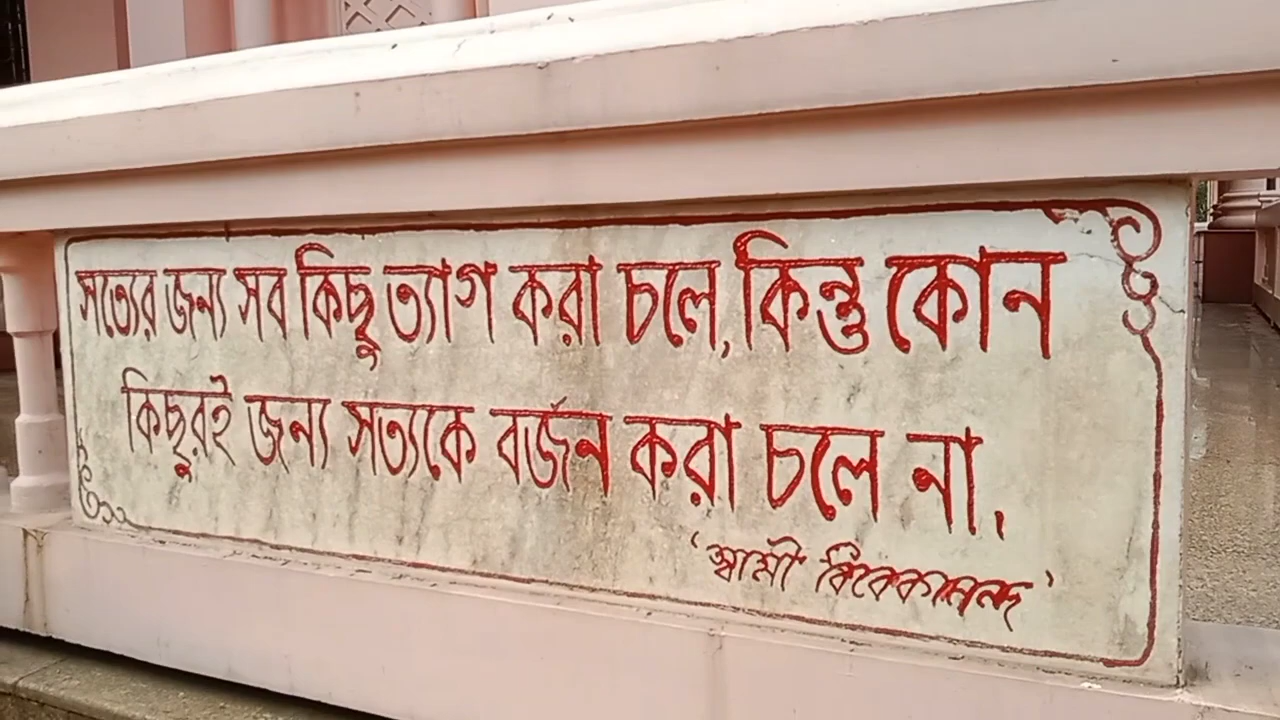 সত্যের জন্য সব কিছু ত্যাগ করা চলে, কিন্তু কোন
কিছুরই জন্য সত্যকে বর্জন করা চলে না.
‘স্বামী বিবেকানন্দ’